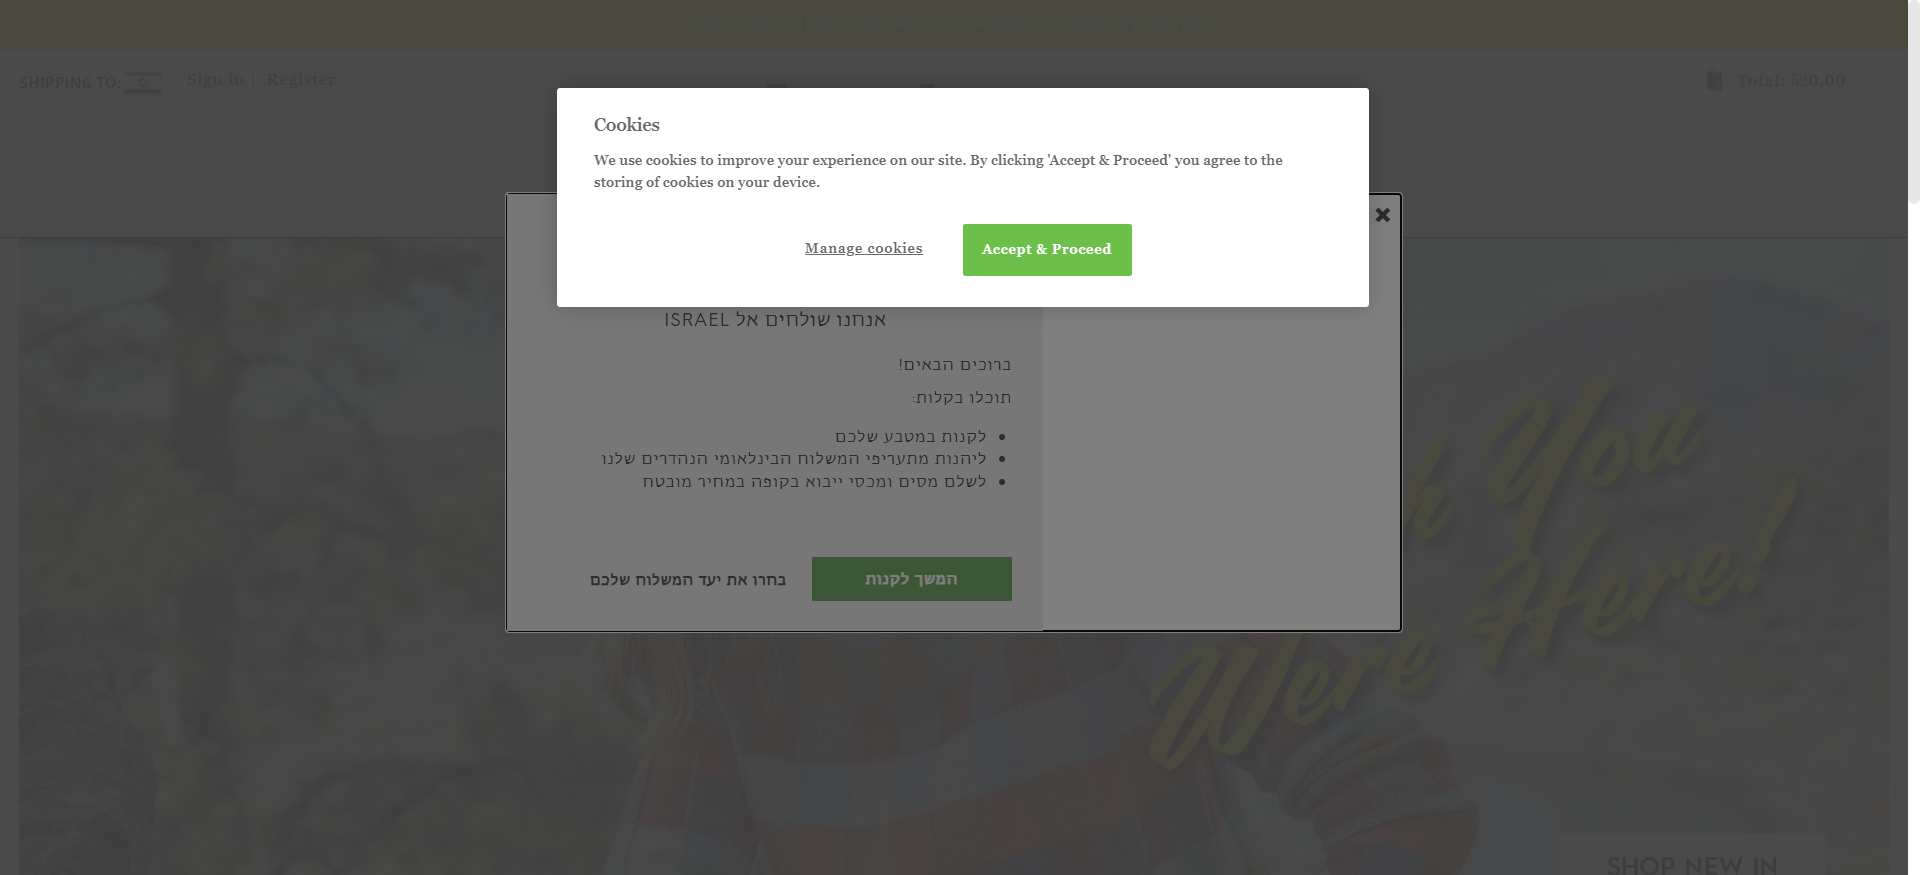 SHIPPING TO:
Sign in | Register
Total: ₪0.00
Cookies
We use cookies to improve your experience on our site. By clicking 'Accept & Proceed' you agree to the
storing of cookies on your device.
Manage cookies
Accept & Proceed
אנחנו שולחים אל ISRAEL
ברוכים הבאים!
תוכלו בקלות:
• לקנות במטבע שלכם
• ליהנות מתעריפי המשלוח הבינלאומי הנהדרים שלנו
• לשלם מסים ומכסי ייבוא בקופה במחיר מובטח
המשך לקנות
בחרו את יעד המשלוח שלכם
You
Were Here!
SHOP NEW IN